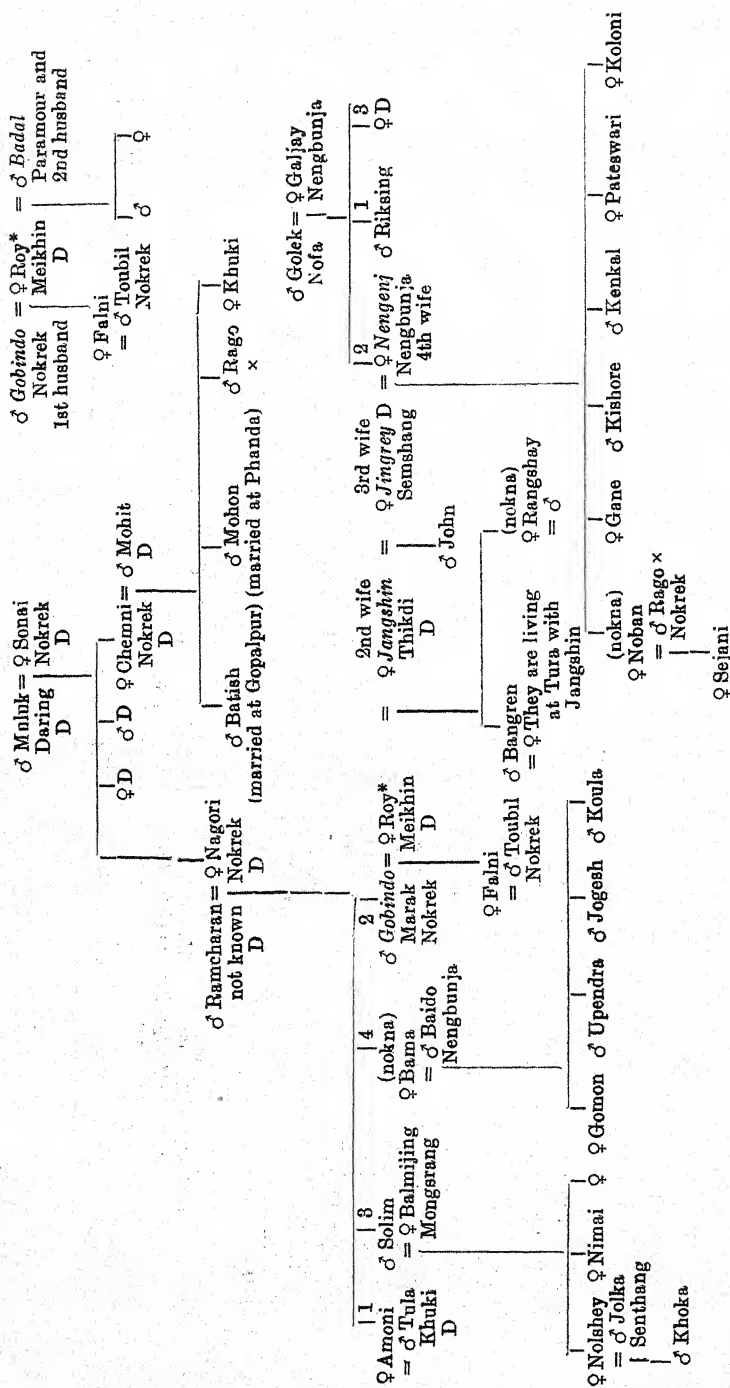 ♂ Muluk = ♀ Sonai
Daring Nokrek
D D
♂ Gobindo = ♀ Roy* = ♂ Badal
Nokrek Meikhin Paramour and
1st husband D 2nd husband
♀ Falni ♂ ♀
= ♂ Toubil
Nokrek
♀ D ♂ D ♀ Chemni = ♂ Mohit
Nokrek D
D
♂ Ramcharan = ♀ Nagori
not known Nokrek
D D
♂ Batish ♂ Mohon ♂ Rago ♀ Khuki
(married at Gopalpur) (married at Phanda) ×
♂ Golek = ♀ Galjay
Nofa Nengbunja
1 3 4 2
♀ Amoni ♂ Solim (nokna) ♂ Gobindo = ♀ Roy*
= ♂ Tula = ♀ Balmijing ♀ Bama Marak Meikhin
Khuki Mongsrang = ♂ Baido Nokrek D
D Nengbunja
2nd wife 3rd wife 2 1 3
= ♀ Jangshin = ♀ Jingrey D = ♀ Nengenj ♂ Riksing ♀ D
Thikdi Semshang Nengbunja
D 4th wife
♀ Falni
= ♂ Toubil
Nokrek
♂ John
♂ Bangren (nokna)
= ♀ They are living ♀ Rangshay
at Tura with = ♂
Jangshin
♀ Nolshey ♀ Nimai ♀
= ♂ Jolka
Senthang
♂ Khoka
♀ Gomon ♂ Upendra ♂ Jogesh ♂ Koula
(nokna)
♀ Noban ♀ Gane ♂ Kishore ♂ Kenkal ♀ Pateswari ♀ Koloni
= ♂ Rago ×
Nokrek
♀ Sejani